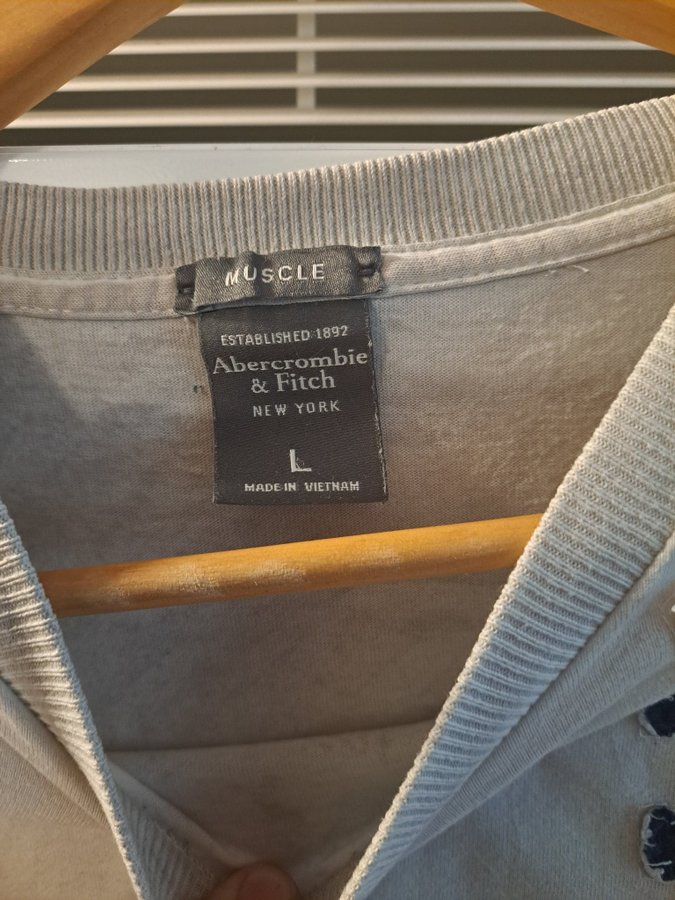 MUSCLE
ESTABLISHED 1892
Abercrombie
& Fitch
NEW YORK
L
MADE IN VIETNAM